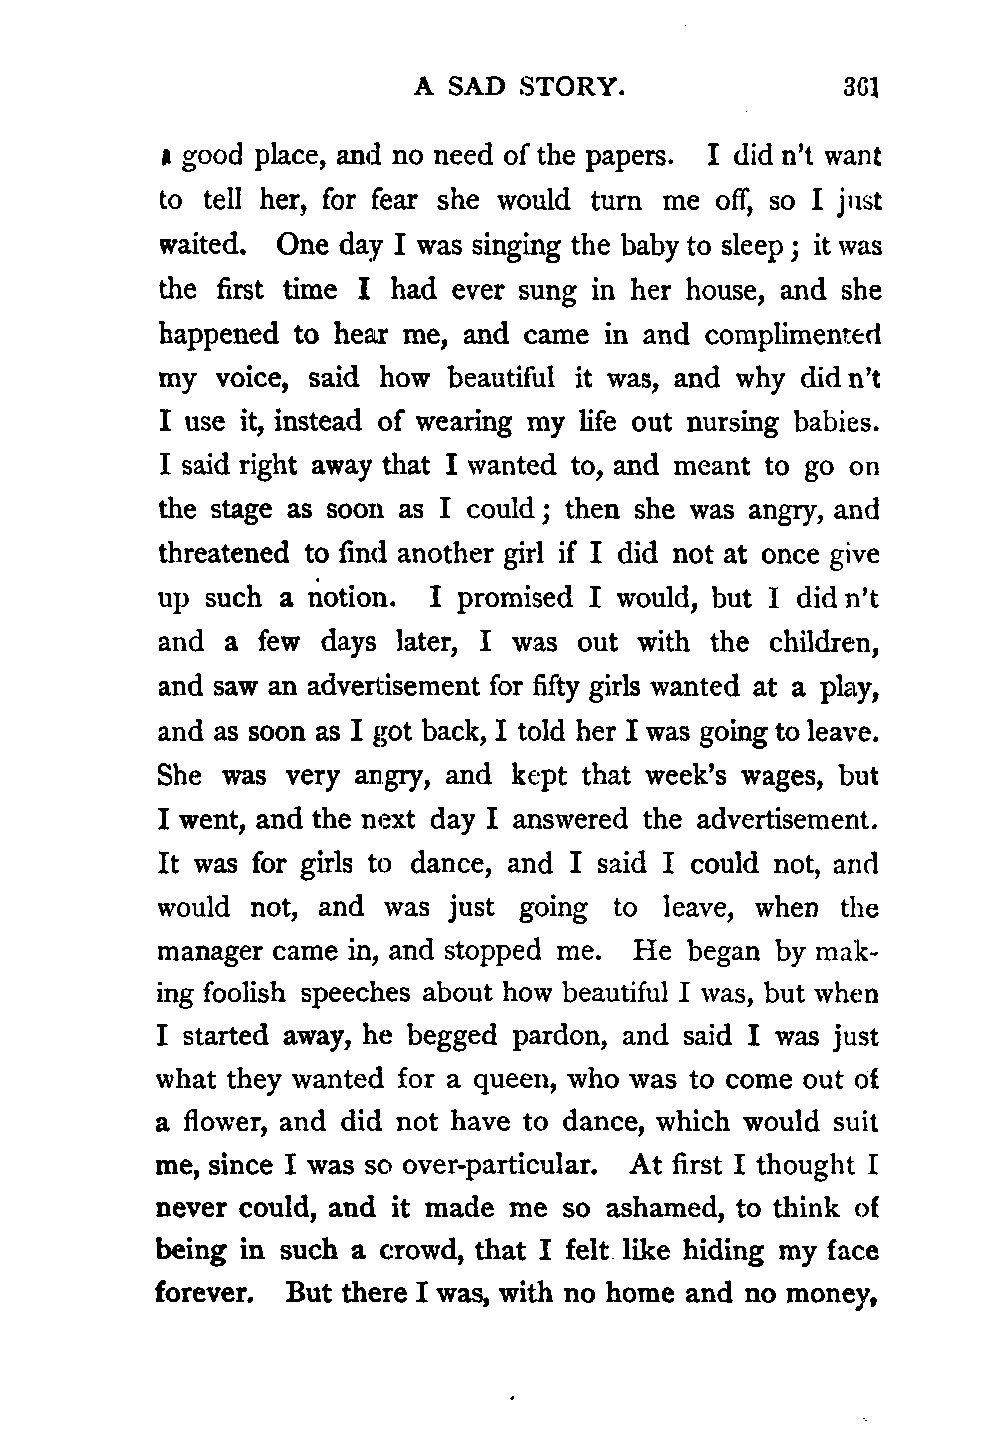 A SAD STORY. 361
a good place, and no need of the papers. I did n't want
to tell her, for fear she would turn me off, so I just
waited. One day I was singing the baby to sleep; it was
the first time I had ever sung in her house, and she
happened to hear me, and came in and complimented
my voice, said how beautiful it was, and why did n't
I use it, instead of wearing my life out nursing babies.
I said right away that I wanted to, and meant to go on
the stage as soon as I could; then she was angry, and
threatened to find another girl if I did not at once give
up such a notion. I promised I would, but I did n't
and a few days later, I was out with the children,
and saw an advertisement for fifty girls wanted at a play,
and as soon as I got back, I told her I was going to leave.
She was very angry, and kept that week's wages, but
I went, and the next day I answered the advertisement.
It was for girls to dance, and I said I could not, and
would not, and was just going to leave, when the
manager came in, and stopped me. He began by mak-
ing foolish speeches about how beautiful I was, but when
I started away, he begged pardon, and said I was just
what they wanted for a queen, who was to come out of
a flower, and did not have to dance, which would suit
me, since I was so over-particular. At first I thought I
never could, and it made me so ashamed, to think of
being in such a crowd, that I felt like hiding my face
forever. But there I was, with no home and no money,